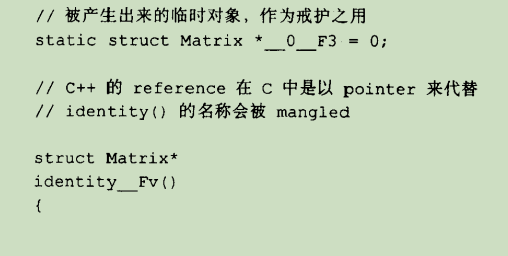 // 被产生出来的临时对象，作为戒护之用
static struct Matrix *__0__F3 = 0;
// C++ 的 reference 在 C 中是以 pointer 来代替
// identity() 的名称会被 mangled
struct Matrix*
identity__Fv()
{